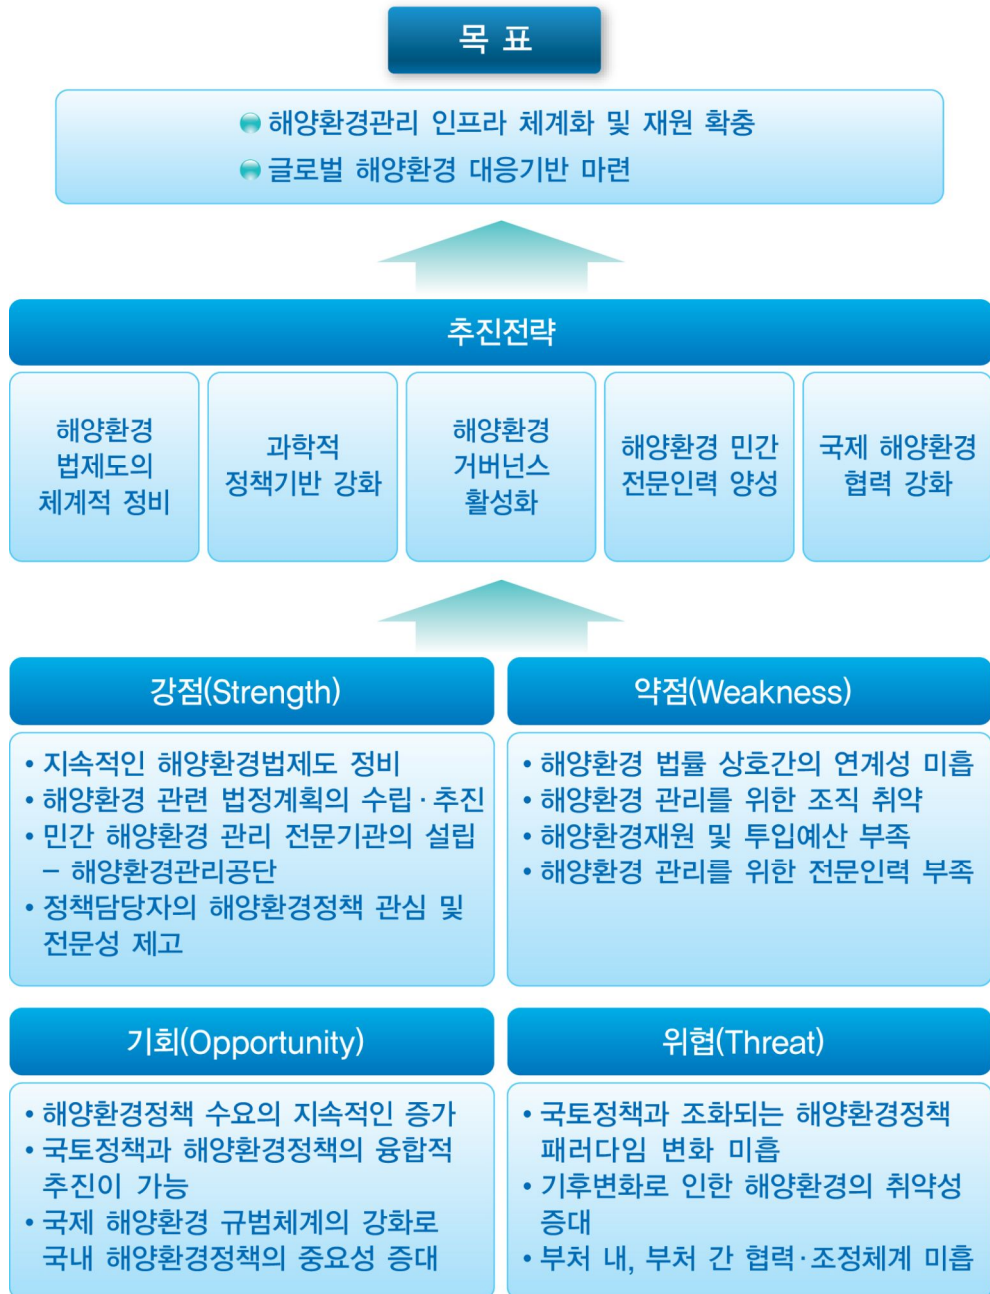 목 표
해양환경관리 인프라 체계화 및 재원 확충
글로벌 해양환경 대응기반 마련
추진전략
해양환경
법제도의
체계적 정비
과학적
정책기반 강화
해양환경
거버넌스
활성화
해양환경 민간
전문인력 양성
국제 해양환경
협력 강화
강점(Strength)
• 지속적인 해양환경법제도 정비
• 해양환경 관련 법정계획의 수립·추진
• 민간 해양환경 관리 전문기관의 설립
– 해양환경관리공단
• 정책담당자의 해양환경정책 관심 및
전문성 제고
약점(Weakness)
• 해양환경 법률 상호간의 연계성 미흡
• 해양환경 관리를 위한 조직 취약
• 해양환경재원 및 투입예산 부족
• 해양환경 관리를 위한 전문인력 부족
기회(Opportunity)
• 해양환경정책 수요의 지속적인 증가
• 국토정책과 해양환경정책의 융합적
추진이 가능
• 국제 해양환경 규범체계의 강화로
국내 해양환경정책의 중요성 증대
위협(Threat)
• 국토정책과 조화되는 해양환경정책
패러다임 변화 미흡
• 기후변화로 인한 해양환경의 취약성
증대
• 부처 내, 부처 간 협력·조정체계 미흡